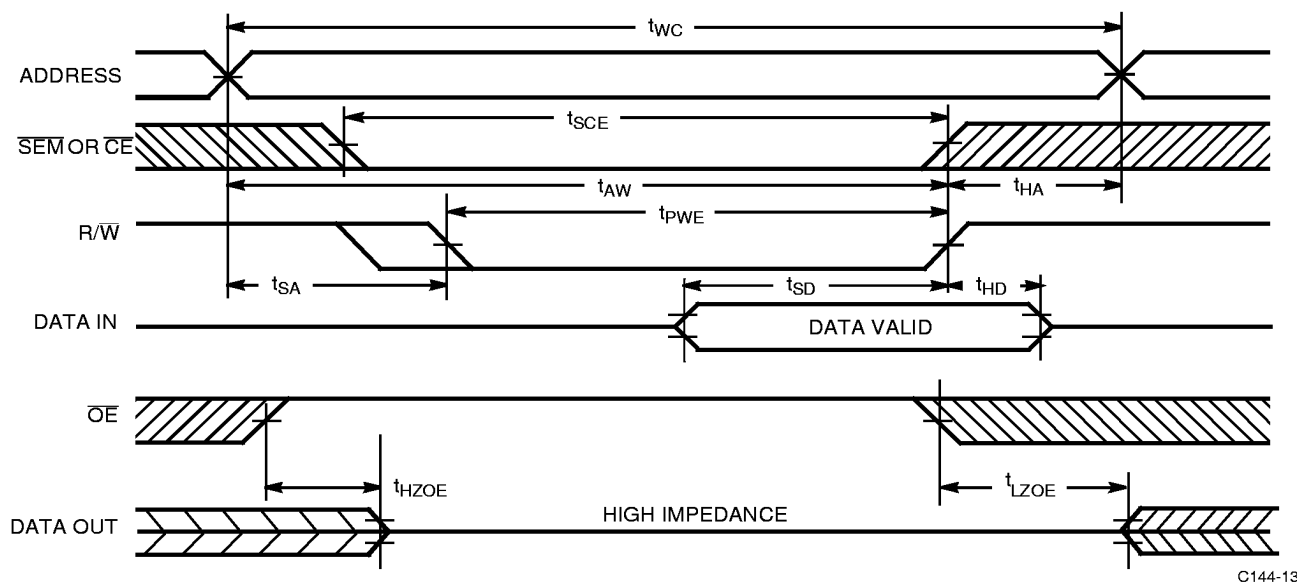 tWC
ADDRESS
tSCE
SEM OR CE
tAW
tHA
tPWE
R/W
tSA
tSD
tHD
DATA IN
DATA VALID
OE
tHZOE
tLZOE
HIGH IMPEDANCE
DATA OUT
C144-13